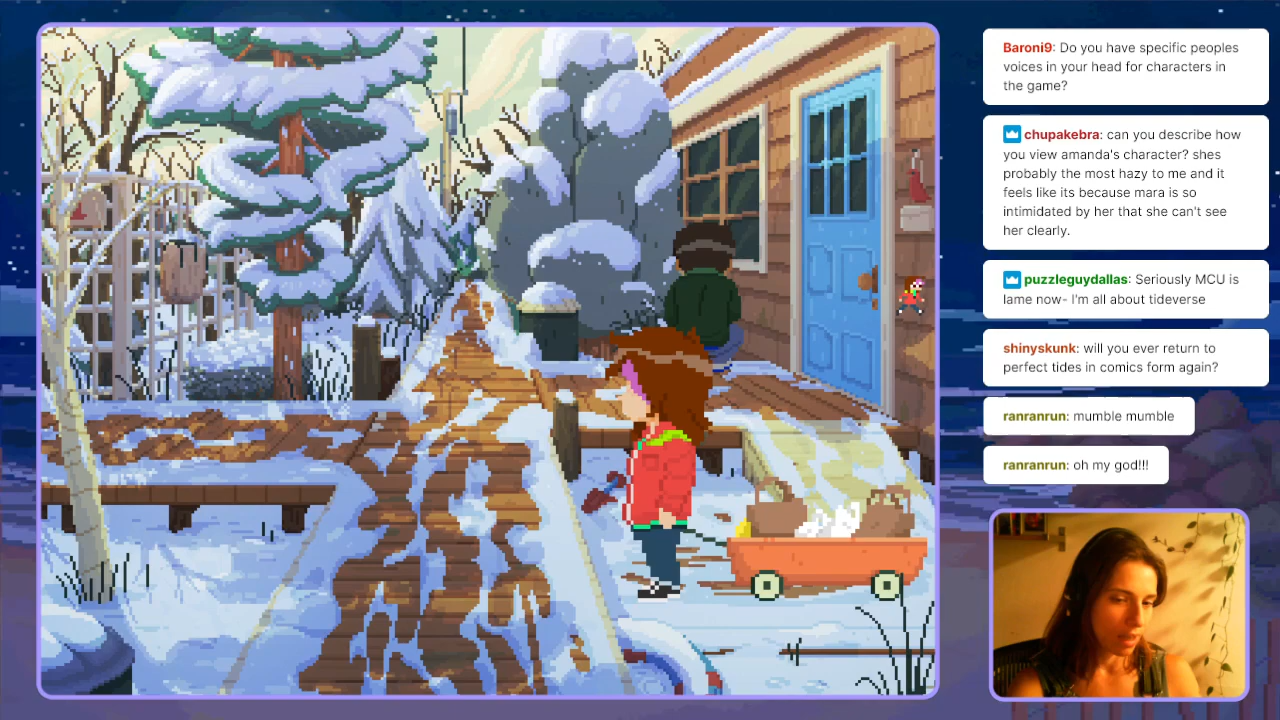 Baroni9: Do you have specific peoples
voices in your head for characters in
the game?
chupakebra: can you describe how
you view amanda's character? shes
probably the most hazy to me and it
feels like its because mara is so
intimidated by her that she can't see
her clearly.
puzzleguydallas: Seriously MCU is
lame now- I'm all about tideverse
shinyskunk: will you ever return to
perfect tides in comics form again?
ranranrun: mumble mumble
ranranrun: oh my god!!!